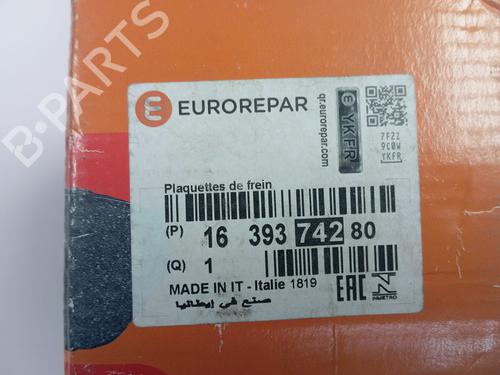 B-PARTS
EUROREPAR
qr.eurorepar.com
YKFR
7F2Z
9C0W
YKFR
Plaquettes de frein
(P) 16 393 742 80
(Q) 1
MADE IN IT - Italie 1819
صنع في إيطاليا
EAC
INMETRO